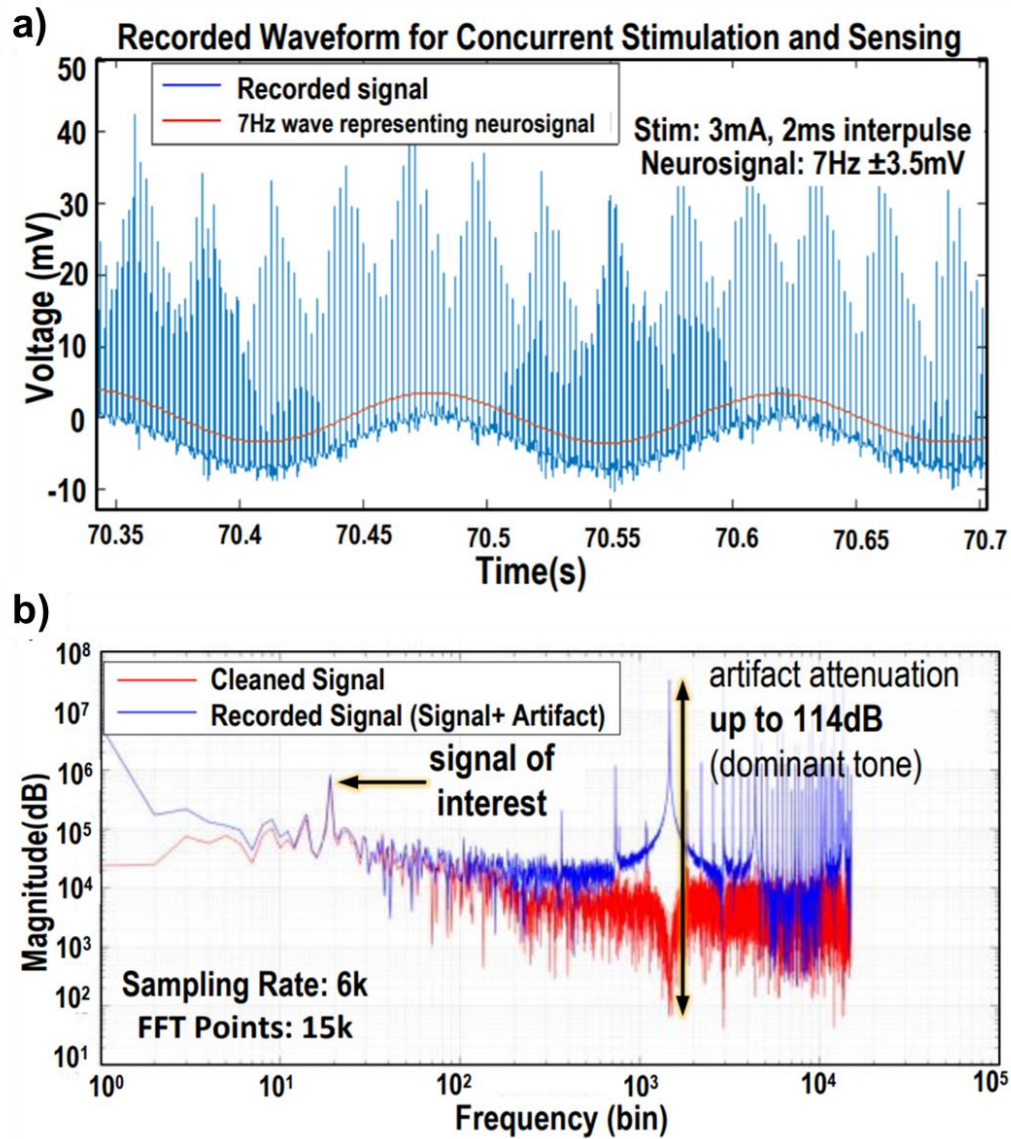 a)
Recorded Waveform for Concurrent Stimulation and Sensing
50
40
30
20
10
0
-10
Voltage (mV)
Recorded signal
7Hz wave representing neurosignal
Stim: 3mA, 2ms interpulse
Neurosignal: 7Hz ±3.5mV
70.35 70.4 70.45 70.5 70.55 70.6 70.65 70.7
Time(s)
b)
10⁸
10⁷
10⁶
10⁵
10⁴
10³
10²
10¹
Magnitude(dB)
Cleaned Signal
Recorded Signal (Signal+ Artifact)
signal of
interest
artifact attenuation
up to 114dB
(dominant tone)
Sampling Rate: 6k
FFT Points: 15k
10⁰ 10¹ 10² 10³ 10⁴ 10⁵
Frequency (bin)